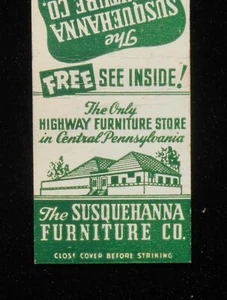 The
SUSQUEHANNA
FURNITURE CO.
FREE SEE INSIDE!
The Only
HIGHWAY FURNITURE STORE
in Central Pennsylvania
The SUSQUEHANNA
FURNITURE CO.
CLOSE COVER BEFORE STRIKING